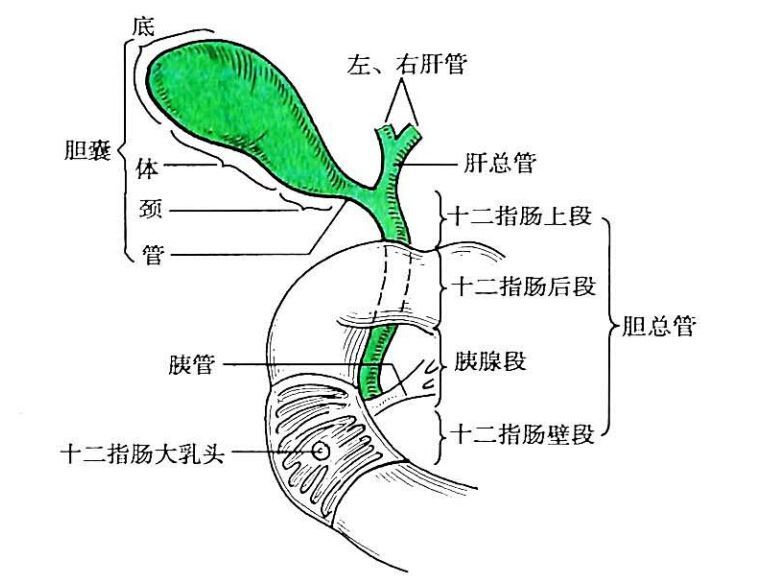 底
左、右肝管
胆囊
体
肝总管
颈
十二指肠上段
管
十二指肠后段
胆总管
胰管
胰腺段
十二指肠壁段
十二指肠大乳头